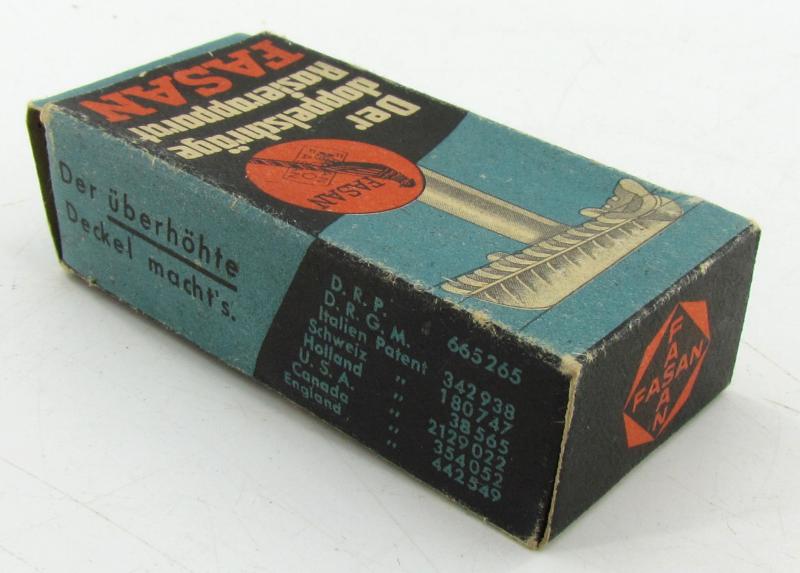 Der
doppelschräge
Rasierapparat
FASAN
FASAN
Der überhöhte
Deckel macht's.
D. R. P. 665265
D. R. G. M.
Italien Patent 342938
Schweiz " 180747
Holland " 38565
U. S. A. " 2129022
Canada " 354052
England " 442549
FASAN
FASAN